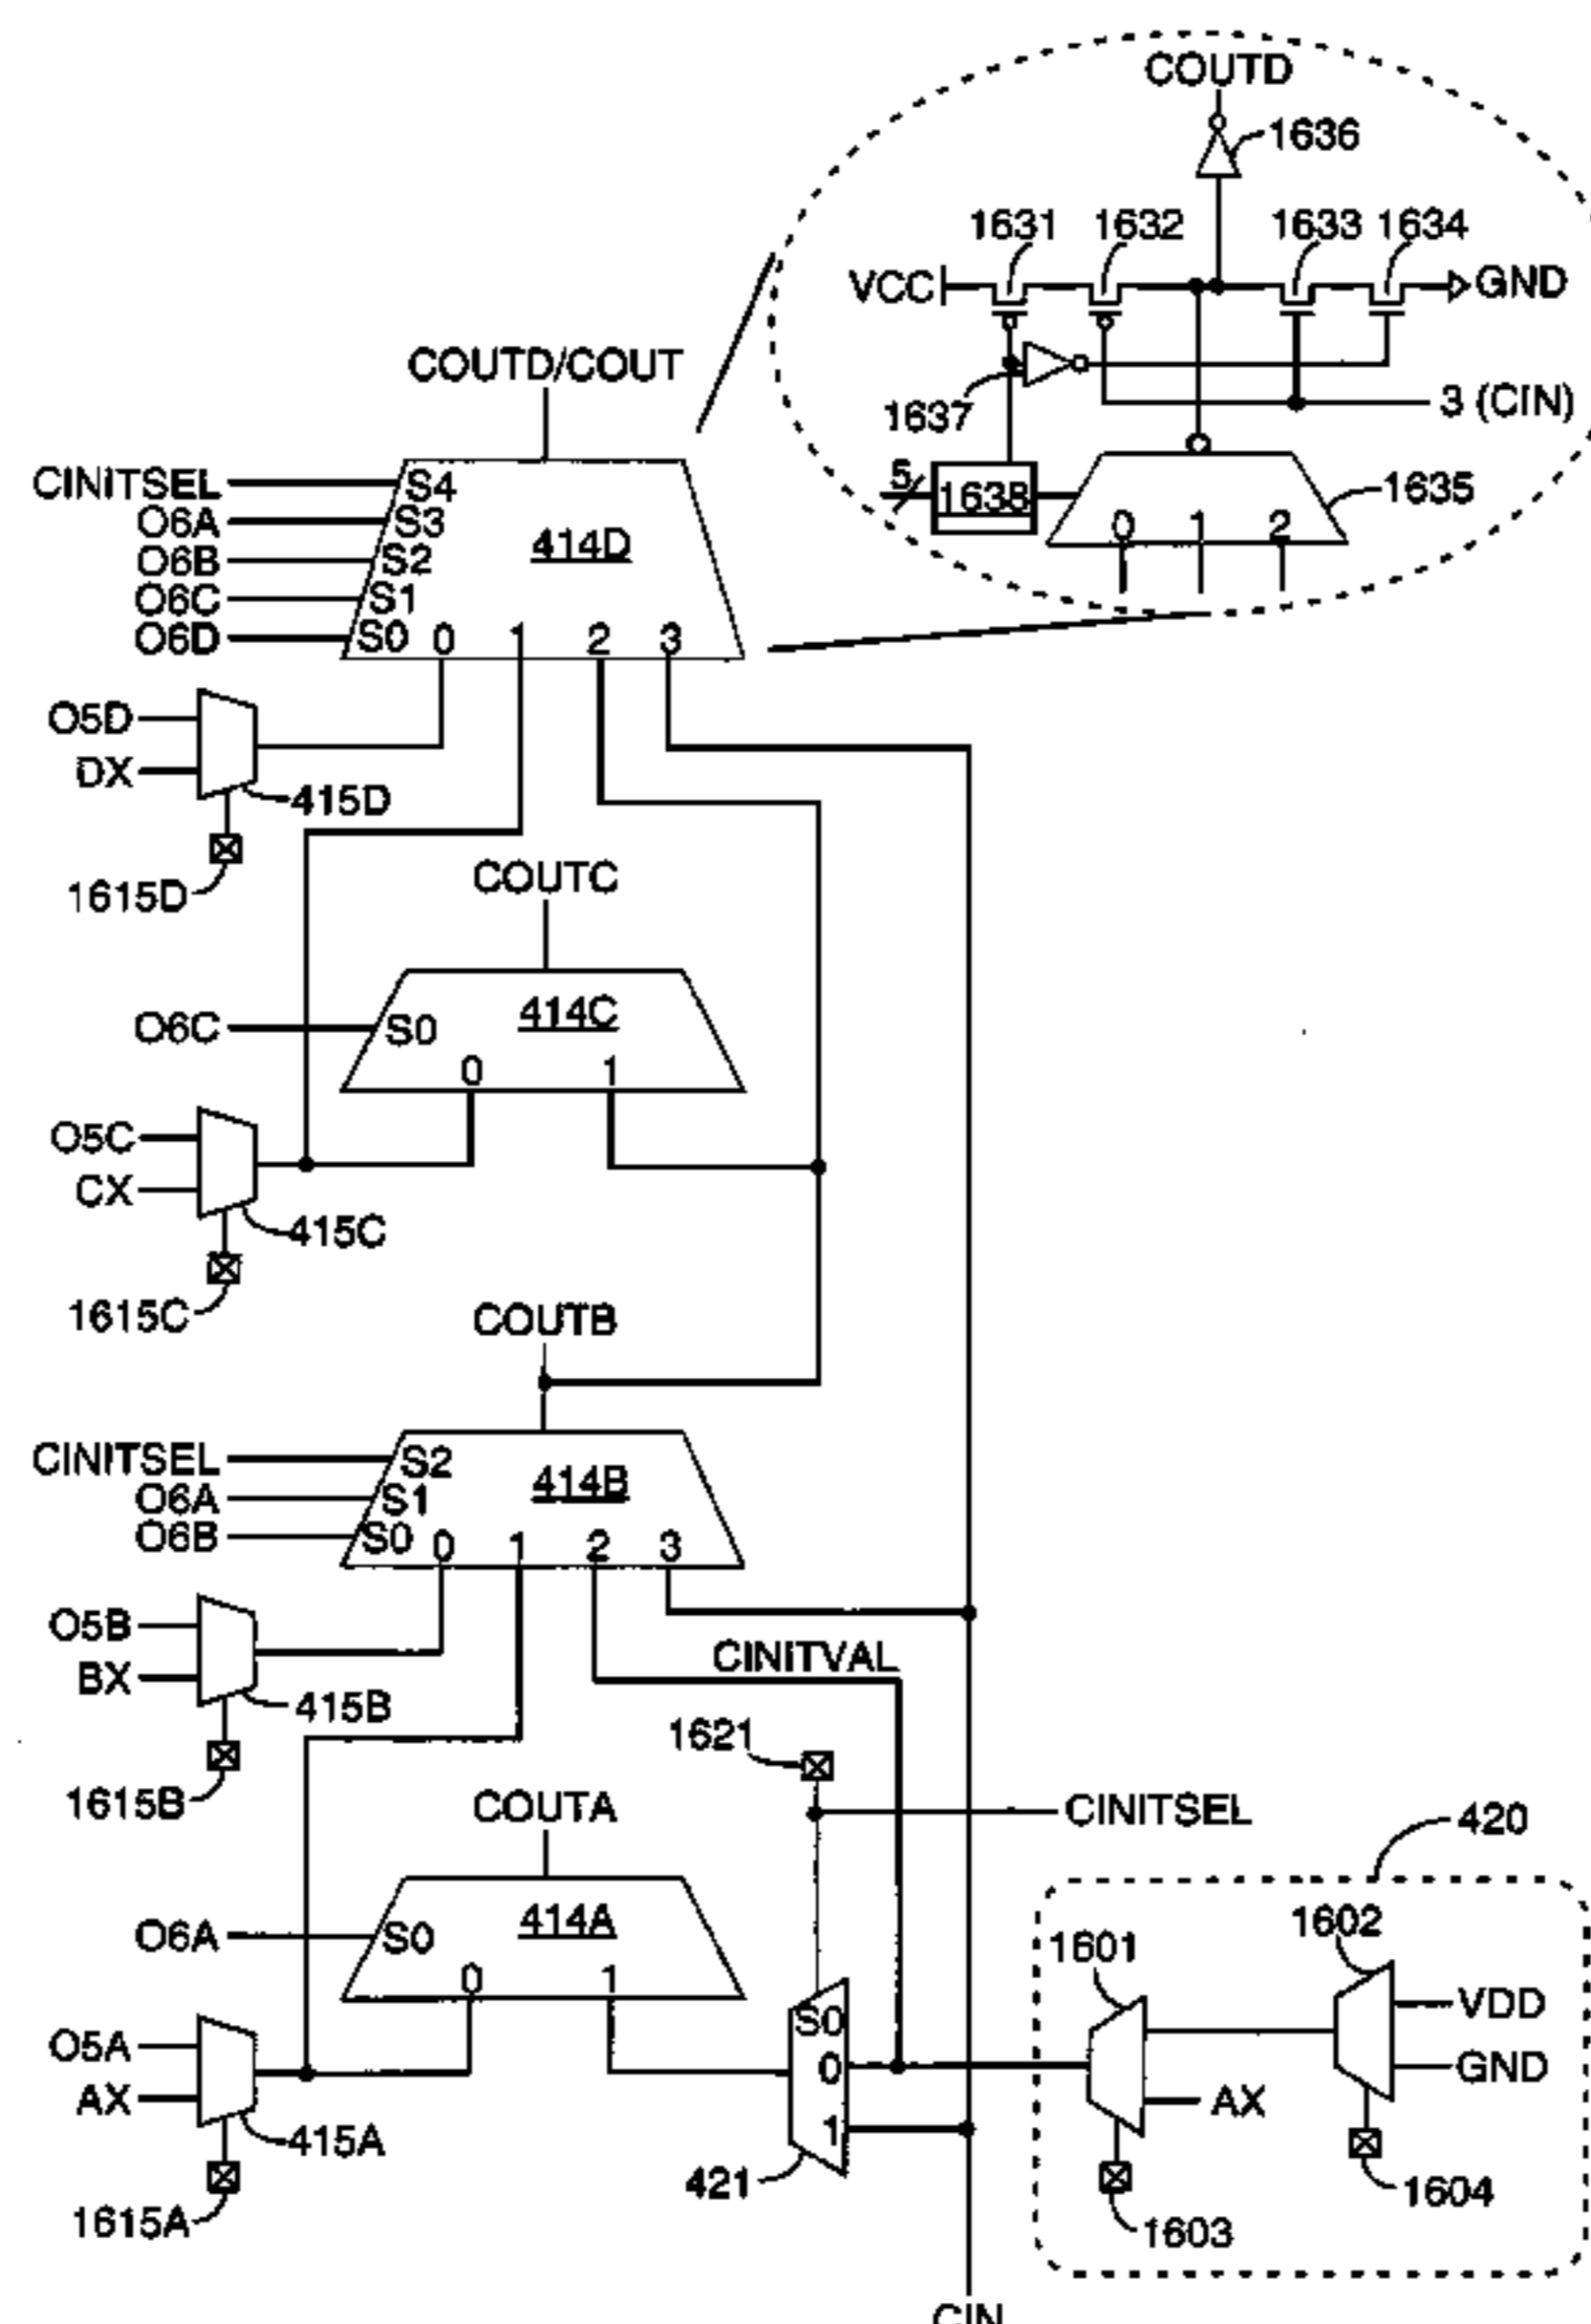 COUTD
1636
1631 1632 1633 1634
VCC GND
1637
3 (CIN)
5
1638
1635
0 1 2
COUTD/COUT
CINITSEL S4
O6A S3
O6B S2
O6C S1
O6D S0
414D
0 1 2 3
O5D
DX
415D
1615D
COUTC
414C
O6C S0
0 1
O5C
CX
415C
1615C
COUTB
CINITSEL S2
O6A S1
O6B S0
414B
0 1 2 3
O5B
BX
415B
1615B
CINITVAL
1621
COUTA
CINITSEL
414A
O6A S0
0 1
O5A
AX
415A
1615A
S0
0
1
421
420
1601
1602
VDD
GND
AX
1604
1603
CIN